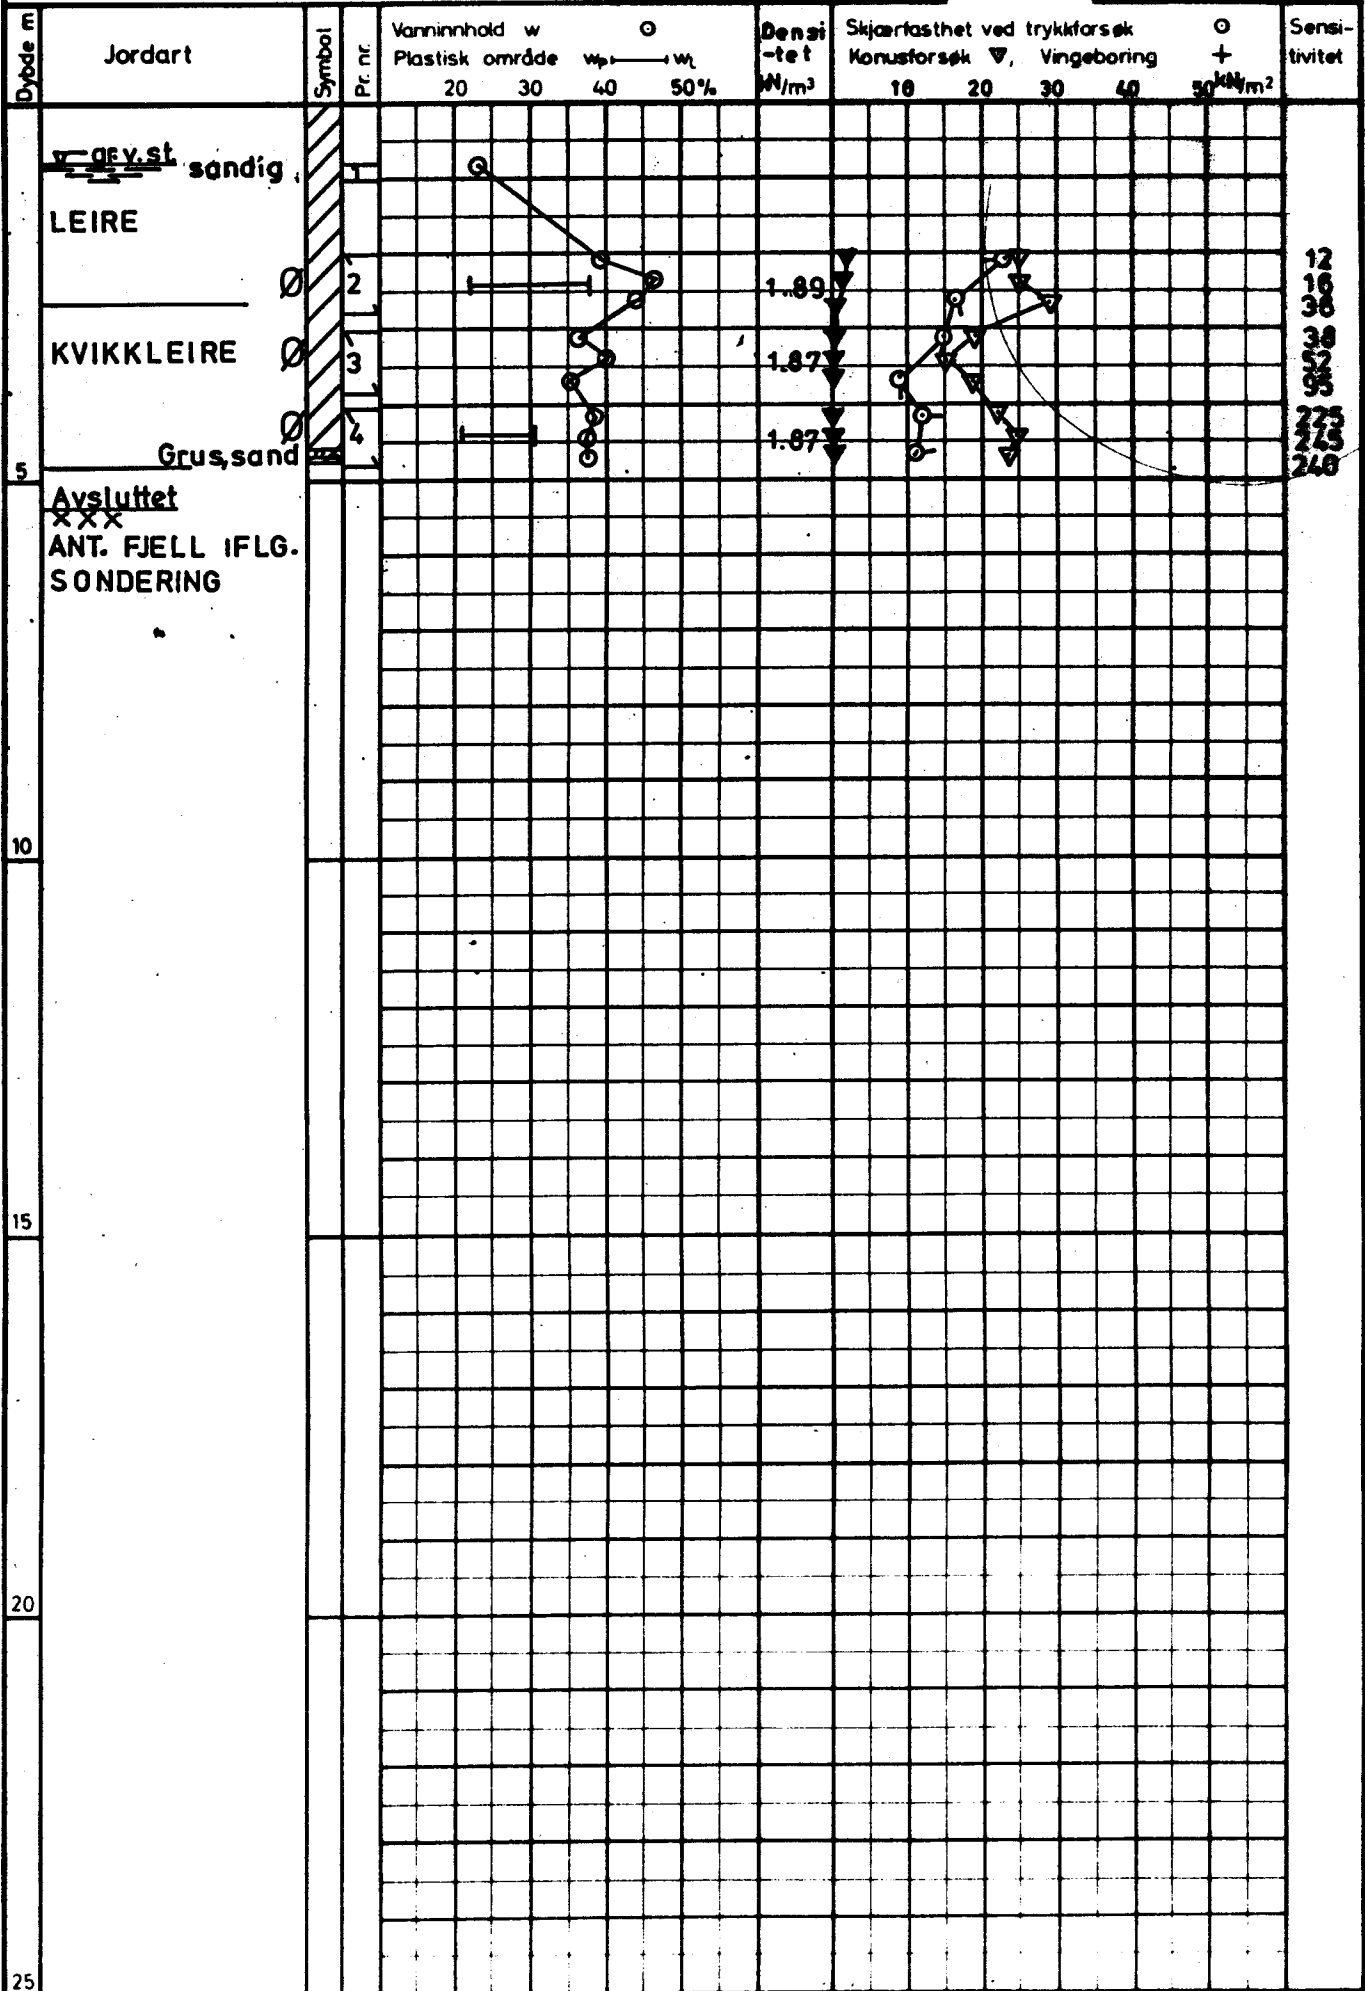 Dybde m
Jordart
Symbol
Pr. nr.
Vanninnhold w
Plastisk område wp wL
20 30 40 50%
Densi
-tet
kN/m³
Skjærfasthet ved trykkforsøk
Konusforsøk ▽, Vingeboring +
10 20 30 40 50 kN/m²
Sensi-
tivitet
gr.v.st. sandig
1
LEIRE
12
2
1.89
16
38
KVIKKLEIRE
38
3
1.87
52
95
225
4
1.87
245
Grus,sand
240
5
Avsluttet
XXX
ANT. FJELL IFLG.
SONDERING
10
15
20
25